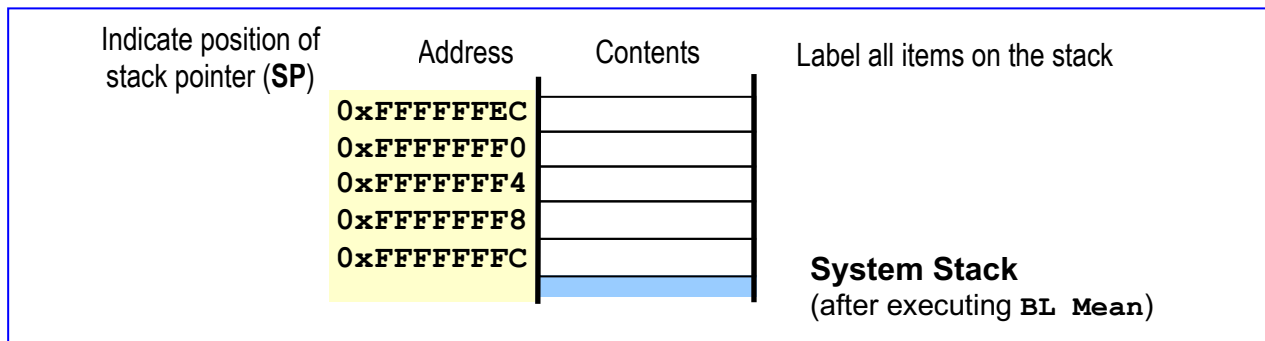 Indicate position of
stack pointer (SP)
Address
Contents
Label all items on the stack
0xFFFFFFEC
0xFFFFFFF0
0xFFFFFFF4
0xFFFFFFF8
0xFFFFFFFC
System Stack
(after executing BL Mean)